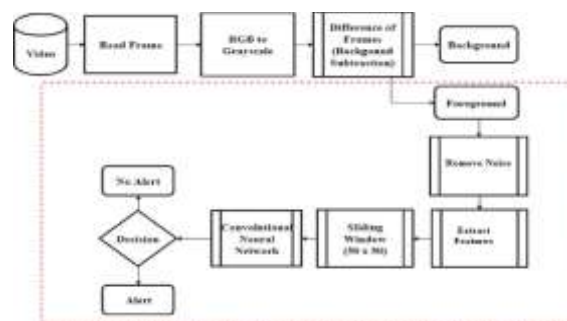 Video
Read Frame
RGB to
Grayscale
Difference of
Frames
(Background
Subtraction)
Background
Foreground
Remove Noise
Extract
Features
Sliding
Window
(50 x 50)
Convolutional
Neural
Network
Decision
No Alert
Alert